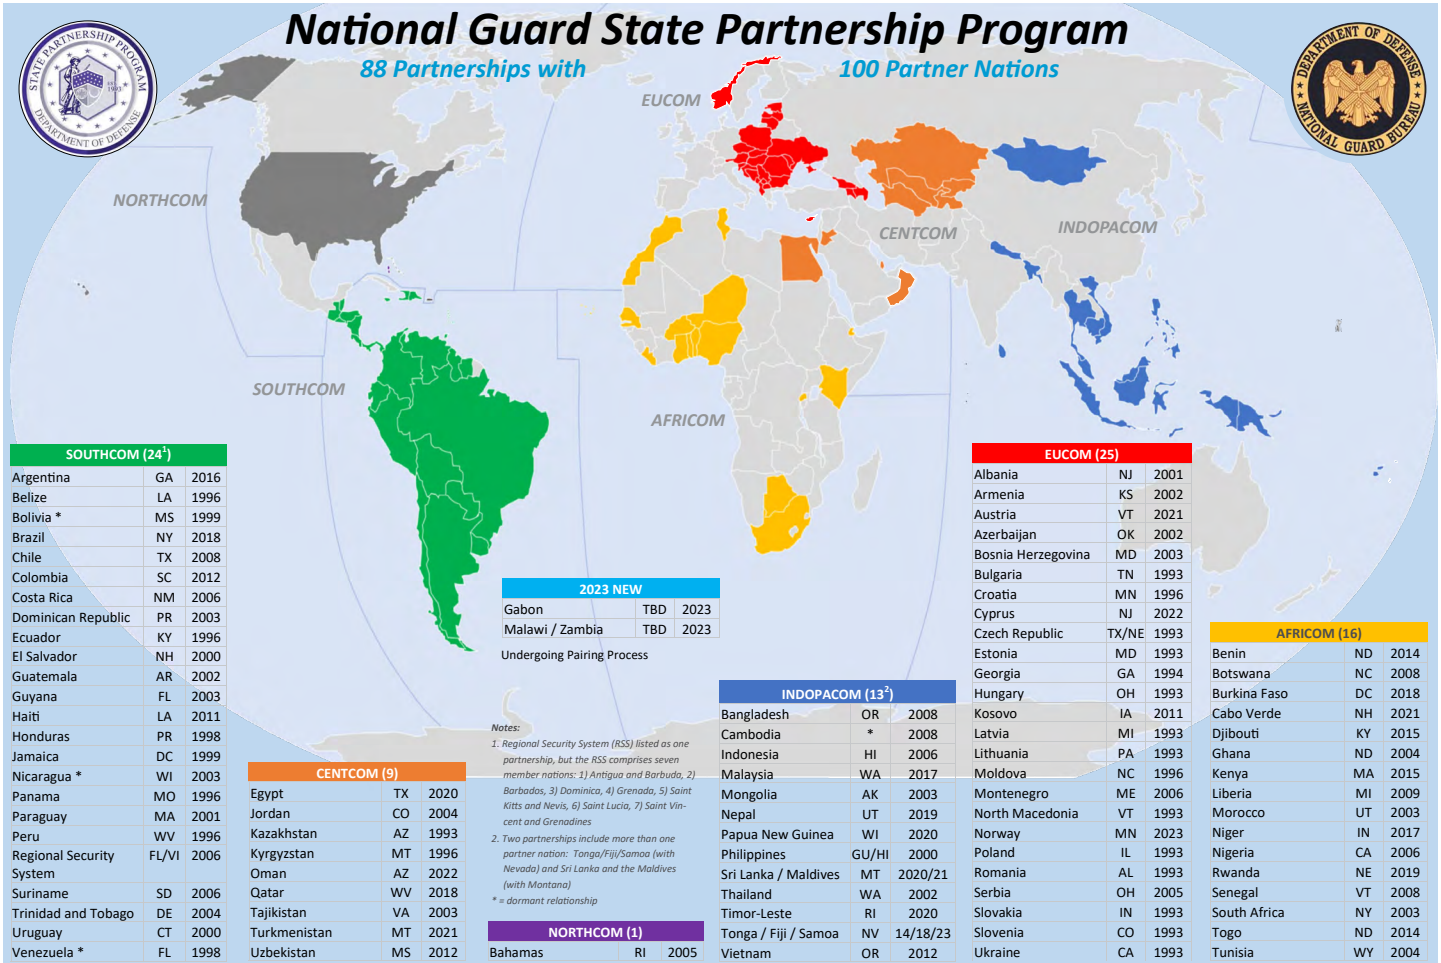 National Guard State Partnership Program
88 Partnerships with
100 Partner Nations
STATE PARTNERSHIP PROGRAM
1993
DEPARTMENT OF DEFENSE
DEPARTMENT OF DEFENSE
NATIONAL GUARD BUREAU
EUCOM
NORTHCOM
CENTCOM
INDOPACOM
SOUTHCOM
AFRICOM
SOUTHCOM (24¹)
Argentina GA 2016
Belize LA 1996
Bolivia * MS 1999
Brazil NY 2018
Chile TX 2008
Colombia SC 2012
Costa Rica NM 2006
Dominican Republic PR 2003
Ecuador KY 1996
El Salvador NH 2000
Guatemala AR 2002
Guyana FL 2003
Haiti LA 2011
Honduras PR 1998
Jamaica DC 1999
Nicaragua * WI 2003
Panama MO 1996
Paraguay MA 2001
Peru WV 1996
Regional Security FL/VI 2006
System
Suriname SD 2006
Trinidad and Tobago DE 2004
Uruguay CT 2000
Venezuela * FL 1998
CENTCOM (9)
Egypt TX 2020
Jordan CO 2004
Kazakhstan AZ 1993
Kyrgyzstan MT 1996
Oman AZ 2022
Qatar WV 2018
Tajikistan VA 2003
Turkmenistan MT 2021
Uzbekistan MS 2012
2023 NEW
Gabon TBD 2023
Malawi / Zambia TBD 2023
Undergoing Pairing Process
Notes:
1. Regional Security System (RSS) listed as one
partnership, but the RSS comprises seven
member nations: 1) Antigua and Barbuda, 2)
Barbados, 3) Dominica, 4) Grenada, 5) Saint
Kitts and Nevis, 6) Saint Lucia, 7) Saint Vin-
cent and Grenadines
2. Two partnerships include more than one
partner nation: Tonga/Fiji/Samoa (with
Nevada) and Sri Lanka and the Maldives
(with Montana)
* = dormant relationship
NORTHCOM (1)
Bahamas RI 2005
INDOPACOM (13²)
Bangladesh OR 2008
Cambodia * 2008
Indonesia HI 2006
Malaysia WA 2017
Mongolia AK 2003
Nepal UT 2019
Papua New Guinea WI 2020
Philippines GU/HI 2000
Sri Lanka / Maldives MT 2020/21
Thailand WA 2002
Timor-Leste RI 2020
Tonga / Fiji / Samoa NV 14/18/23
Vietnam OR 2012
EUCOM (25)
Albania NJ 2001
Armenia KS 2002
Austria VT 2021
Azerbaijan OK 2002
Bosnia Herzegovina MD 2003
Bulgaria TN 1993
Croatia MN 1996
Cyprus NJ 2022
Czech Republic TX/NE 1993
Estonia MD 1993
Georgia GA 1994
Hungary OH 1993
Kosovo IA 2011
Latvia MI 1993
Lithuania PA 1993
Moldova NC 1996
Montenegro ME 2006
North Macedonia VT 1993
Norway MN 2023
Poland IL 1993
Romania AL 1993
Serbia OH 2005
Slovakia IN 1993
Slovenia CO 1993
Ukraine CA 1993
AFRICOM (16)
Benin ND 2014
Botswana NC 2008
Burkina Faso DC 2018
Cabo Verde NH 2021
Djibouti KY 2015
Ghana ND 2004
Kenya MA 2015
Liberia MI 2009
Morocco UT 2003
Niger IN 2017
Nigeria CA 2006
Rwanda NE 2019
Senegal VT 2008
South Africa NY 2003
Togo ND 2014
Tunisia WY 2004